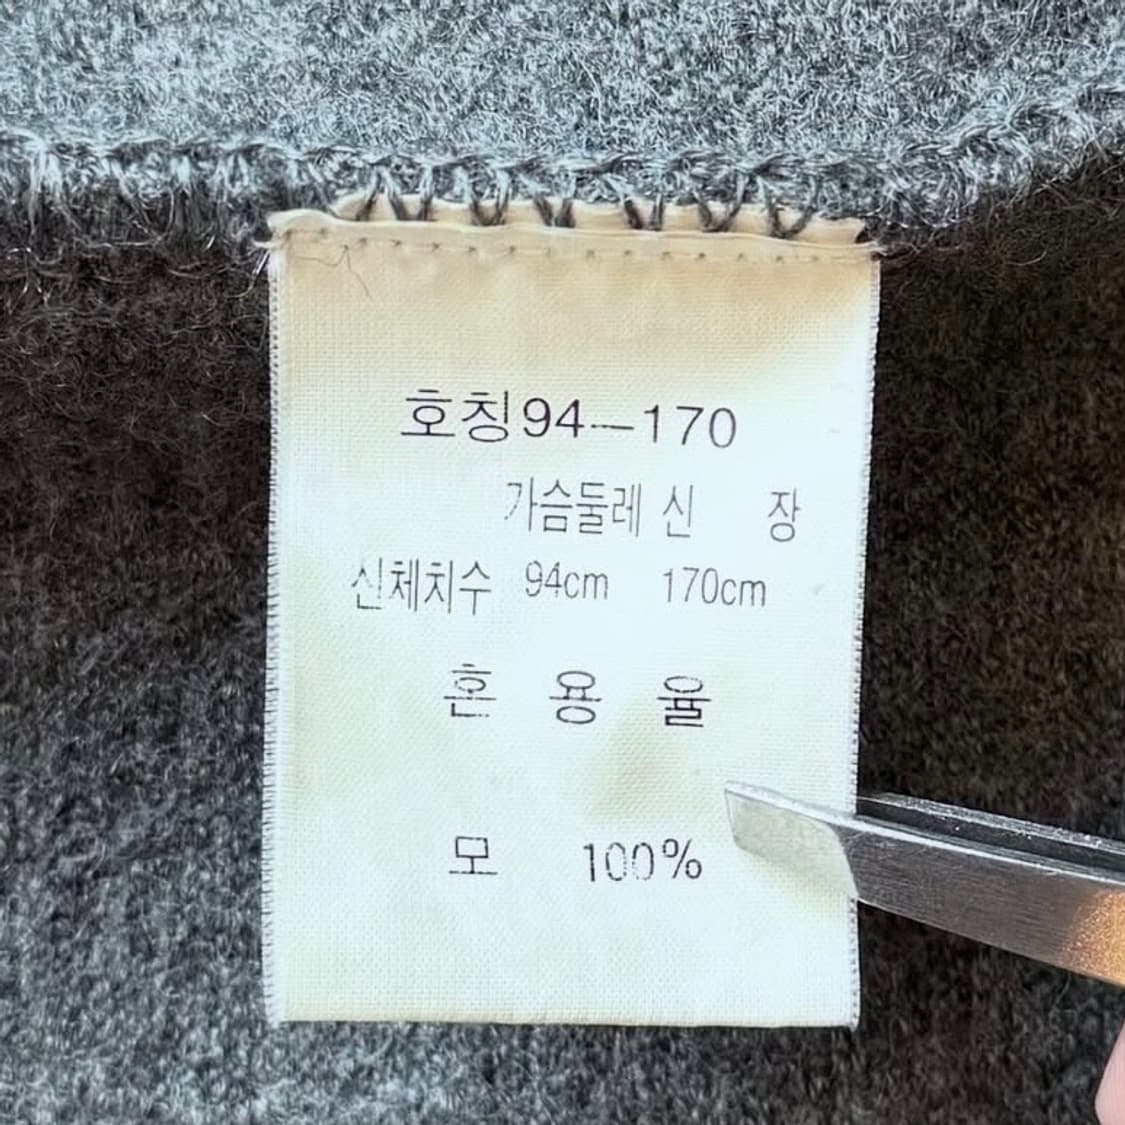 호칭94-170
가슴둘레 신 장
신체치수 94cm 170cm
혼 용 율
모 100%